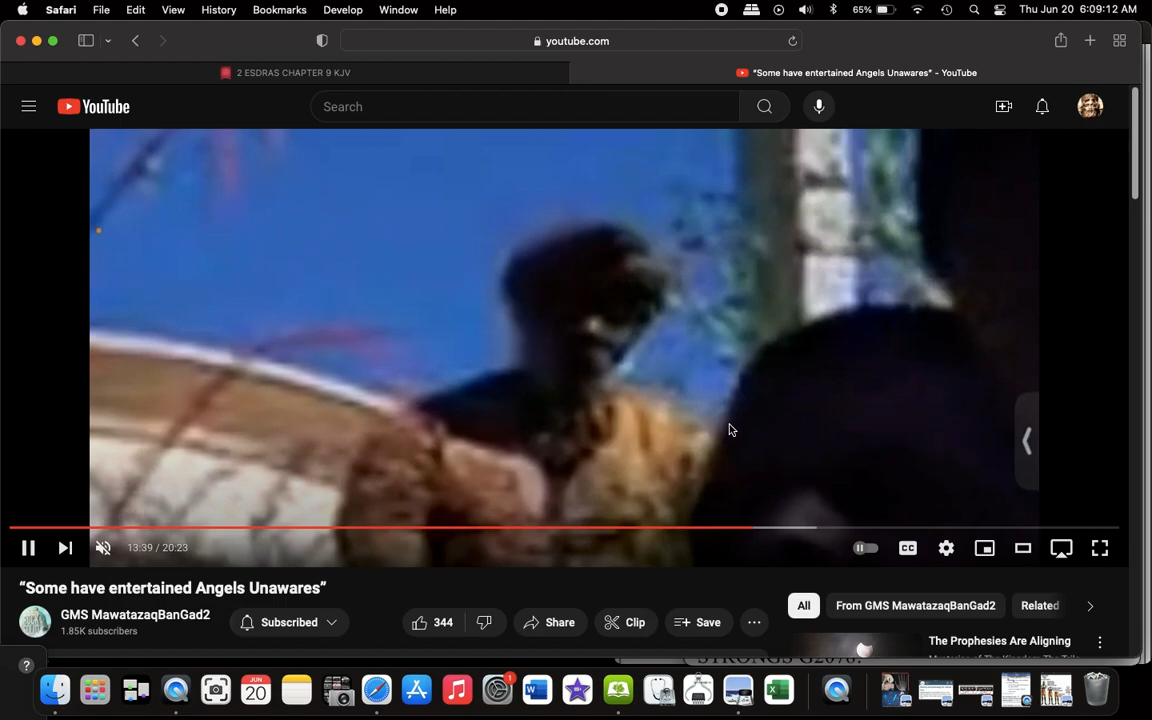 Safari File Edit View History Bookmarks Develop Window Help 65% Thu Jun 20 6:09:12 AM
youtube.com
2 ESDRAS CHAPTER 9 KJV "Some have entertained Angels Unawares" - YouTube
YouTube Search
13:39 / 20:23 CC
"Some have entertained Angels Unawares"
GMS MawatazaqBanGad2
1.85K subscribers
Subscribed 344 Share Clip Save
All From GMS MawatazaqBanGad2 Related
The Prophesies Are Aligning
?
JUN
20
1
W
X